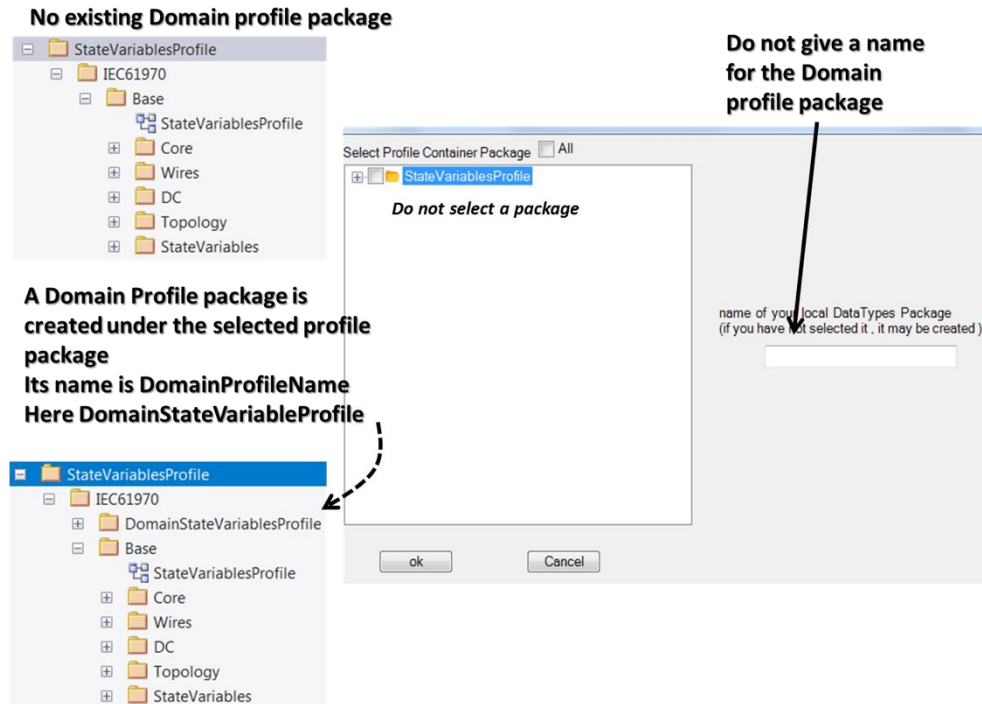 No existing Domain profile package
StateVariablesProfile
IEC61970
Base
StateVariablesProfile
Core
Wires
DC
Topology
StateVariables
Do not give a name
for the Domain
profile package
Select Profile Container Package All
StateVariablesProfile
Do not select a package
name of your local DataTypes Package
(if you have not selected it , it may be created )
ok
Cancel
A Domain Profile package is
created under the selected profile
package
Its name is DomainProfileName
Here DomainStateVariableProfile
StateVariablesProfile
IEC61970
DomainStateVariablesProfile
Base
StateVariablesProfile
Core
Wires
DC
Topology
StateVariables